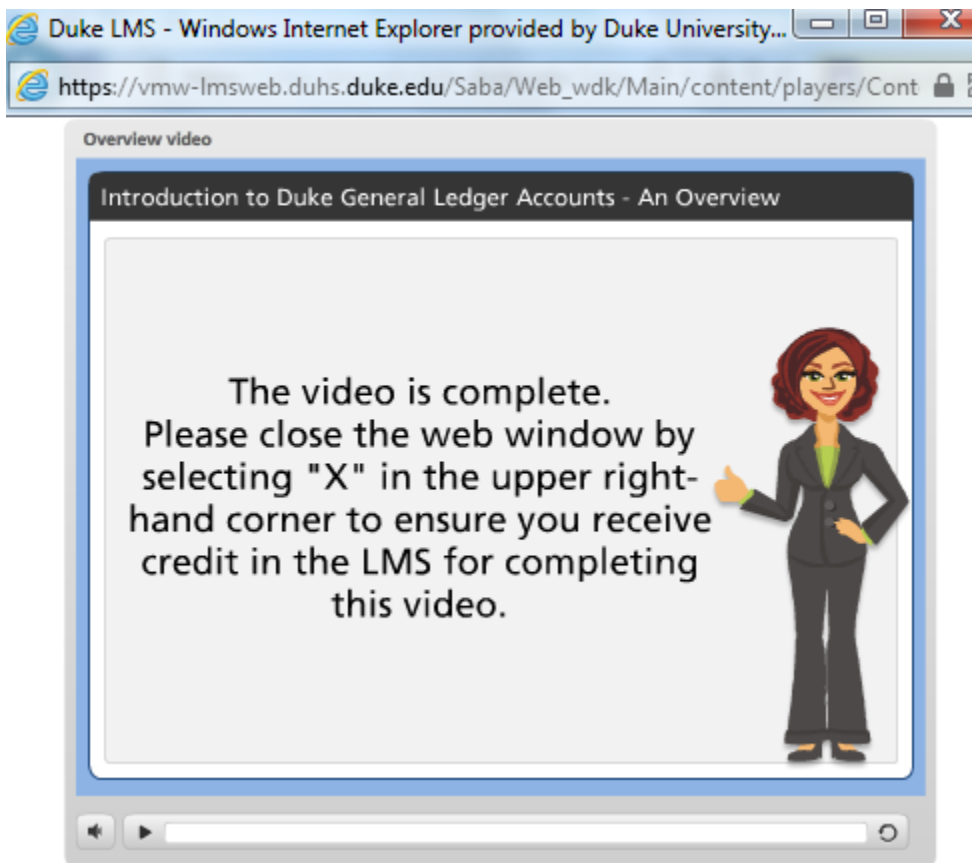 Duke LMS - Windows Internet Explorer provided by Duke University...
https://vmw-lmsweb.duhs.duke.edu/Saba/Web_wdk/Main/content/players/Cont
Overview video
Introduction to Duke General Ledger Accounts - An Overview
The video is complete.
Please close the web window by
selecting "X" in the upper right-
hand corner to ensure you receive
credit in the LMS for completing
this video.